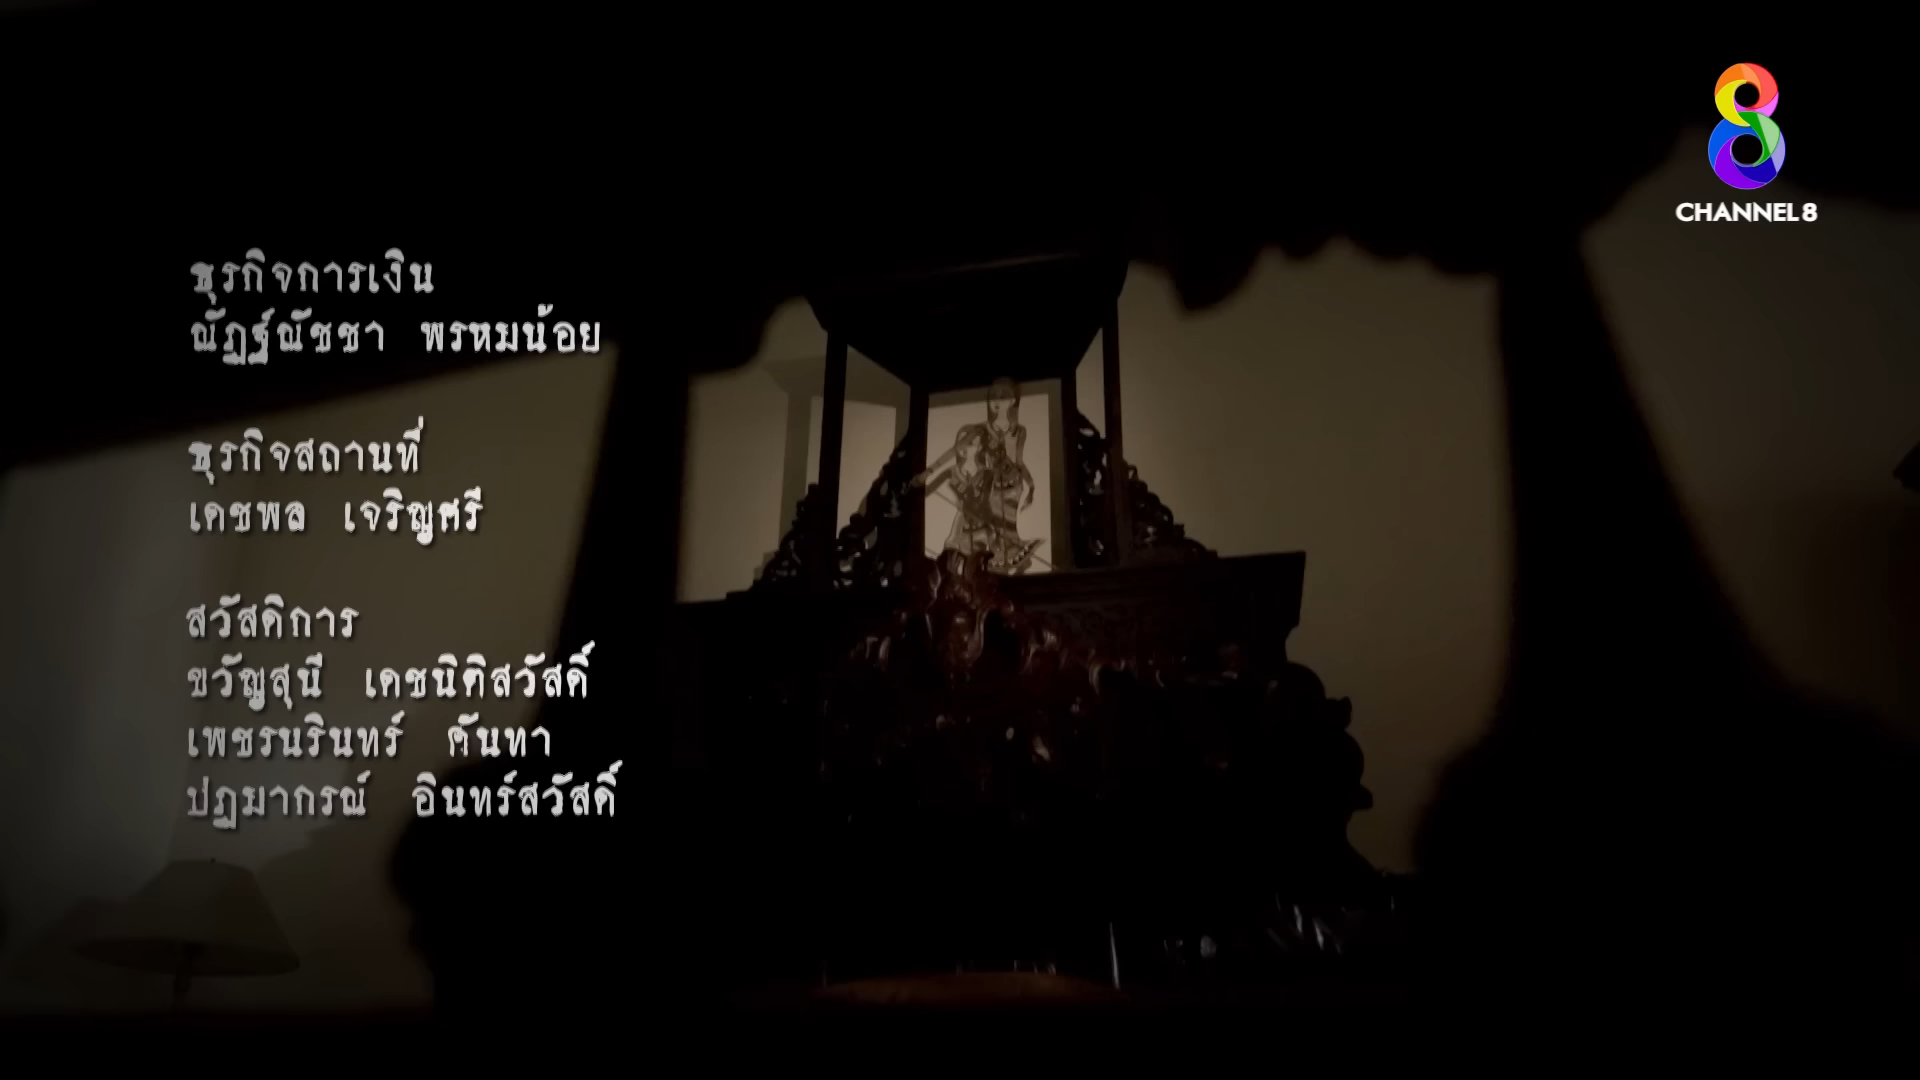 CHANNEL 8
ธุรกิจการเงิน
ณัฏฐ์ณัชชา พรหมน้อย
ธุรกิจสถานที่
เดชพล เจริญศรี
สวัสดิการ
ขวัญสุนีย์ เดชนิติสวัสดิ์
เพชรนรินทร์ คันทา
ปฏมากรณ์ อินทร์สวัสดิ์